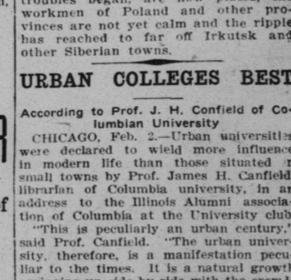 workmen of Poland and other pro-
vinces are not yet calm and the ripple
has reached to far off Irkutsk and
other Siberian towns.
URBAN COLLEGES BEST
According to Prof. J. H. Confield of Co-
lumbian University
CHICAGO, Feb. 2.—Urban universities
were declared to wield more influence
in modern life than those situated
small towns by Prof. James H. Canfield
librarian of Columbia university, in an
address to the Illinois Alumni associa-
tion of Columbia at the University club
"This is peculiarly an urban century,"
said Prof. Canfield. "The urban univer-
sity, therefore, is a manifestation pecu-
liar to the times. It is a natural growth